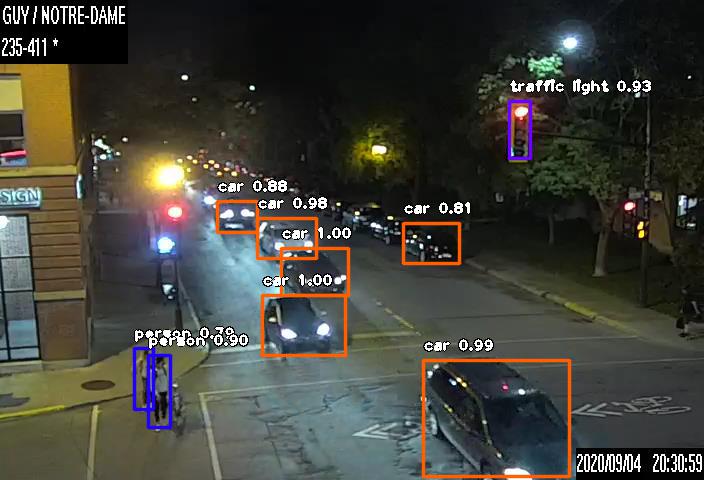 GUY / NOTRE-DAME
235-411 *
traffic light 0.93
car 0.88
car 0.98
car 0.81
car 1.00
car 1.00
SIGN
person 0.79
person 0.90
car 0.99
2020/09/04 20:30:59